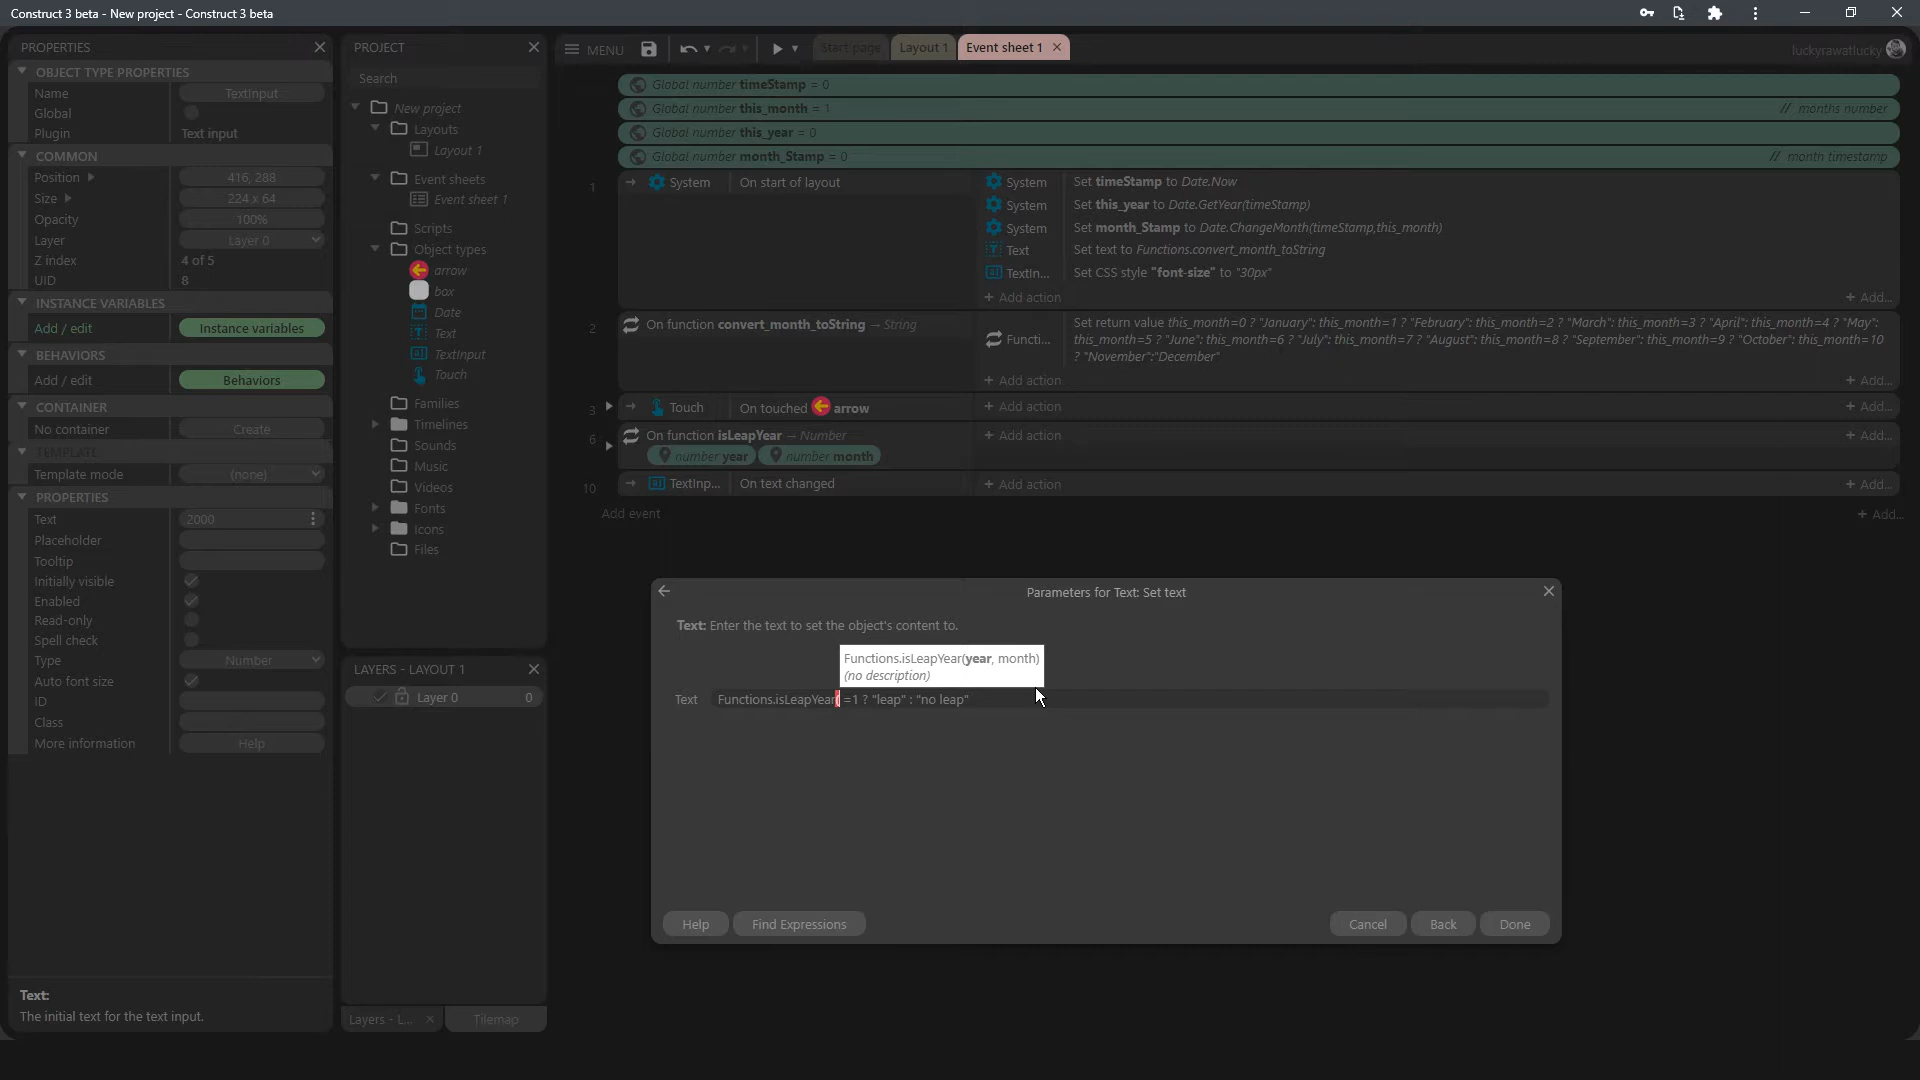 Construct 3 beta - New project - Construct 3 beta
PROPERTIES
OBJECT TYPE PROPERTIES
Name TextInput
Global
Plugin Text input
COMMON
Position 416, 288
Size 224 x 64
Opacity 100%
Layer Layer 0
Z index 4 of 5
UID 8
INSTANCE VARIABLES
Add / edit Instance variables
BEHAVIORS
Add / edit Behaviors
CONTAINER
No container Create
TEMPLATE
Template mode (none)
PROPERTIES
Text 2000
Placeholder
Tooltip
Initially visible
Enabled
Read-only
Spell check
Type Number
Auto font size
ID
Class
More information Help
Text:
The initial text for the text input.
PROJECT
Search
New project
Layouts
Layout 1
Event sheets
Event sheet 1
Scripts
Object types
arrow
box
Date
Text
TextInput
Touch
Families
Timelines
Sounds
Music
Videos
Fonts
Icons
Files
LAYERS - LAYOUT 1
Layer 0 0
Layers - L... Tilemap
MENU Start page Layout 1 Event sheet 1 luckyrawatlucky
Global number timeStamp = 0
Global number this_month = 1 // months number
Global number this_year = 0
Global number month_Stamp = 0 // month timestamp
1 System On start of layout System Set timeStamp to Date.Now
System Set this_year to Date.GetYear(timeStamp)
System Set month_Stamp to Date.ChangeMonth(timeStamp,this_month)
Text Set text to Functions.convert_month_toString
TextIn... Set CSS style "font-size" to "30px"
+ Add action + Add...
2 On function convert_month_toString → String Functi... Set return value this_month=0 ? "January": this_month=1 ? "February": this_month=2 ? "March": this_month=3 ? "April": this_month=4 ? "May":
this_month=5 ? "June": this_month=6 ? "July": this_month=7 ? "August": this_month=8 ? "September": this_month=9 ? "October": this_month=10
? "November":"December"
+ Add action + Add...
3 Touch On touched arrow + Add action + Add...
6 On function isLeapYear → Number + Add action + Add...
number year number month
10 TextInp... On text changed + Add action + Add...
Add event + Add...
Parameters for Text: Set text
Text: Enter the text to set the object's content to.
Functions.isLeapYear(year, month)
(no description)
Text Functions.isLeapYear( =1 ? "leap" : "no leap"
Help Find Expressions Cancel Back Done